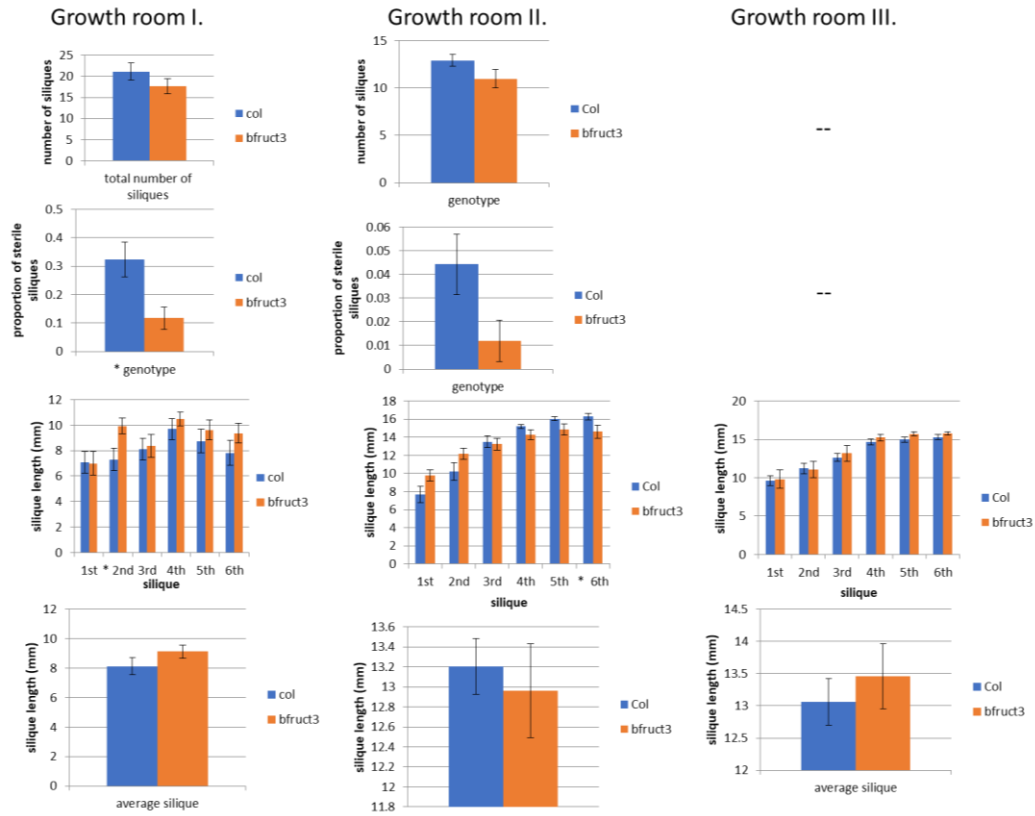 Growth room I.
Growth room II.
Growth room III.
number of siliques
25
20
15
10
5
0
total number of
siliques
col
bfruct3
number of siliques
15
10
5
0
genotype
Col
bfruct3
--
proportion of sterile
siliques
0.5
0.4
0.3
0.2
0.1
0
* genotype
col
bfruct3
proportion of sterile
siliques
0.06
0.05
0.04
0.03
0.02
0.01
0
genotype
Col
bfruct3
--
silique length (mm)
12
10
8
6
4
2
0
1st * 2nd 3rd 4th 5th 6th
silique
col
bfruct3
silique length (mm)
18
16
14
12
10
8
6
4
2
0
1st 2nd 3rd 4th 5th * 6th
silique
Col
bfruct3
silique length (mm)
20
15
10
5
0
1st 2nd 3rd 4th 5th 6th
silique
Col
bfruct3
silique length (mm)
12
10
8
6
4
2
0
average silique
col
bfruct3
silique length (mm)
13.6
13.4
13.2
13
12.8
12.6
12.4
12.2
12
11.8
Col
bfruct3
silique length (mm)
14.5
14
13.5
13
12.5
12
average silique
Col
bfruct3